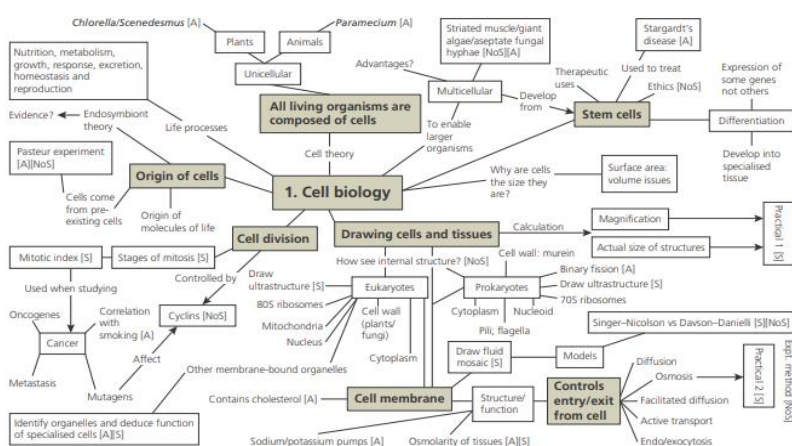 Chlorella/Scenedesmus [A]
Paramecium [A]
Plants
Animals
Unicellular
Striated muscle/giant
algae/aseptate fungal
hyphae [NoS][A]
Stargardt's
disease [A]
Nutrition, metabolism,
growth, response, excretion,
homeostasis and
reproduction
Advantages?
Multicellular
Therapeutic
uses
Used to treat
Ethics [NoS]
Expression of
some genes
not others
All living organisms are
composed of cells
Develop
from
Stem cells
Differentiation
Evidence?
Endosymbiont
theory
Life processes
To enable
larger
organisms
Cell theory
Develop into
specialised
tissue
Pasteur experiment
[A][NoS]
Origin of cells
1. Cell biology
Why are cells
the size they
are?
Surface area:
volume issues
Cells come
from pre-
existing cells
Origin of
molecules of life
Cell division
Drawing cells and tissues
Calculation
Magnification
Actual size of structures
Practical 1 [S]
Mitotic index [S]
Stages of mitosis [S]
How see internal structure? [NoS]
Cell wall: murein
Controlled by
Draw
ultrastructure [S]
Eukaryotes
Prokaryotes
Binary fission [A]
Draw ultrastructure [S]
70S ribosomes
Used when studying
80S ribosomes
Cell wall
(plants/
fungi)
Cytoplasm
Nucleoid
Pili; flagella
Oncogenes
Correlation
with
smoking [A]
Cyclins [NoS]
Mitochondria
Nucleus
Cytoplasm
Singer–Nicolson vs Davson–Danielli [S][NoS]
Cancer
Affect
Draw fluid
mosaic [S]
Models
Metastasis
Mutagens
Other membrane-bound organelles
Diffusion
Osmosis
Practical 2 [S]
Expt. method [NoS]
Contains cholesterol [A]
Cell membrane
Structure/
function
Controls
entry/exit
from cell
Facilitated diffusion
Active transport
Endo/exocytosis
Identify organelles and deduce function
of specialised cells [A][S]
Sodium/potassium pumps [A]
Osmolarity of tissues [A][S]